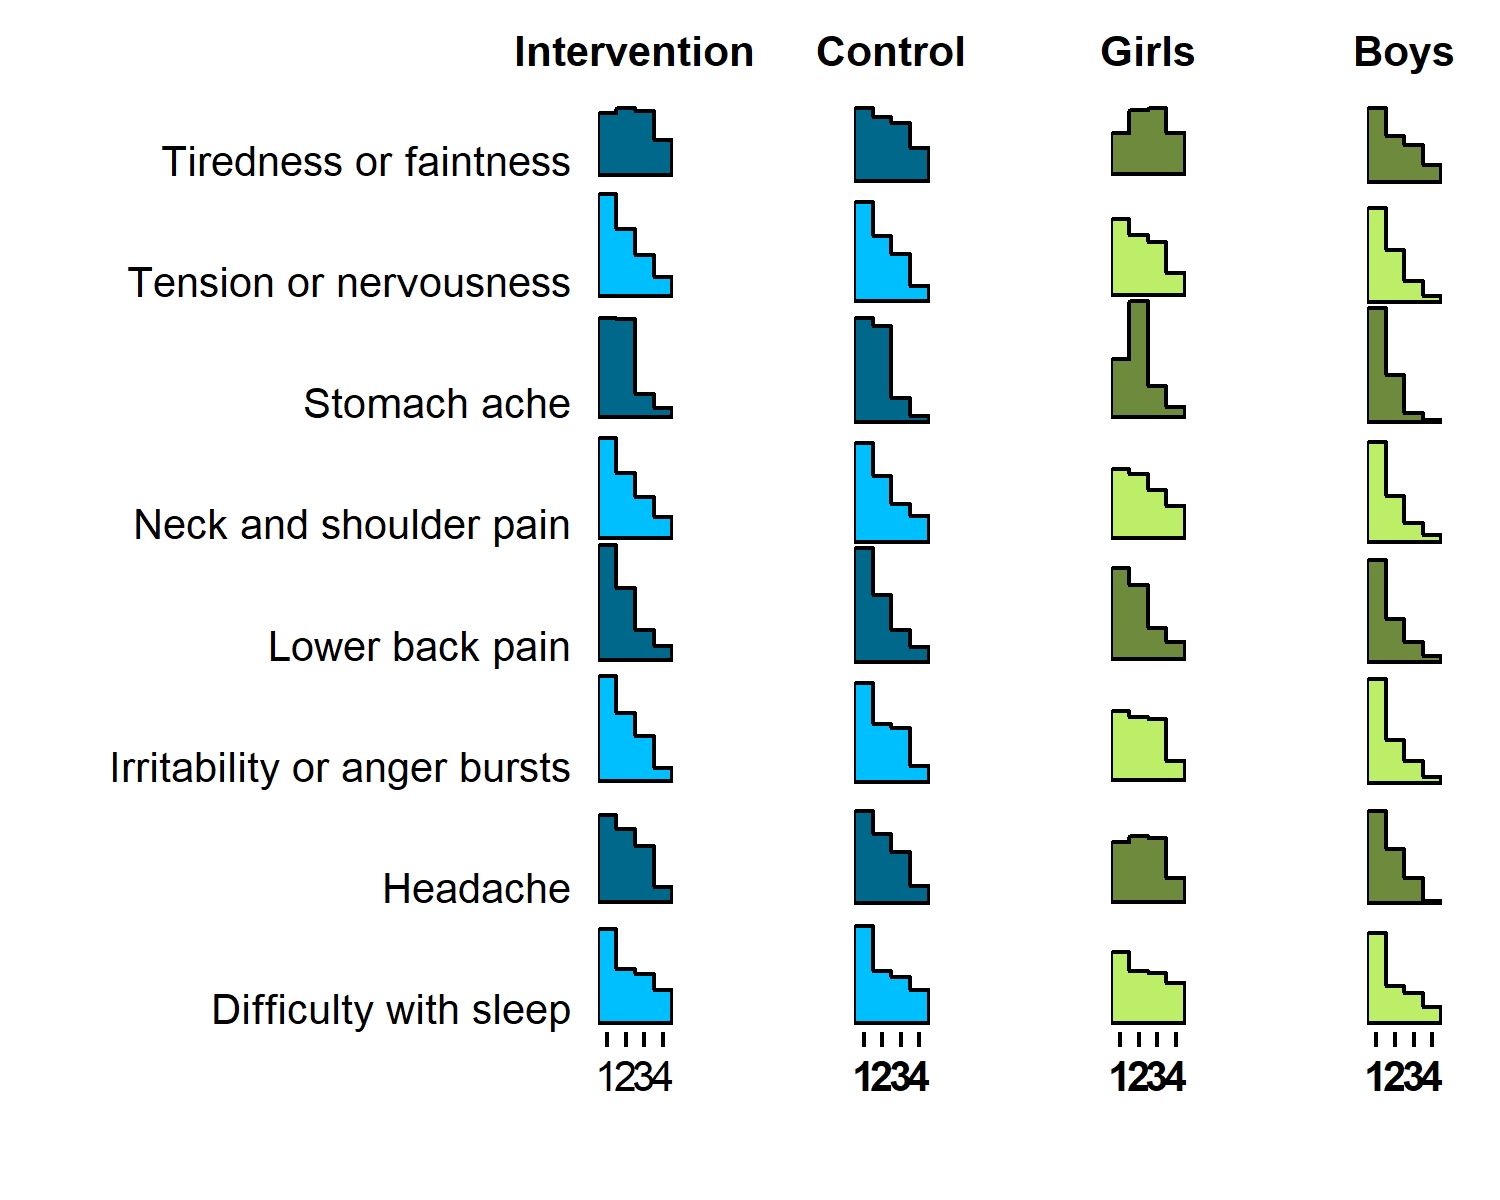 Intervention Control Girls Boys
Tiredness or faintness
Tension or nervousness
Stomach ache
Neck and shoulder pain
Lower back pain
Irritability or anger bursts
Headache
Difficulty with sleep
1234 1234 1234 1234